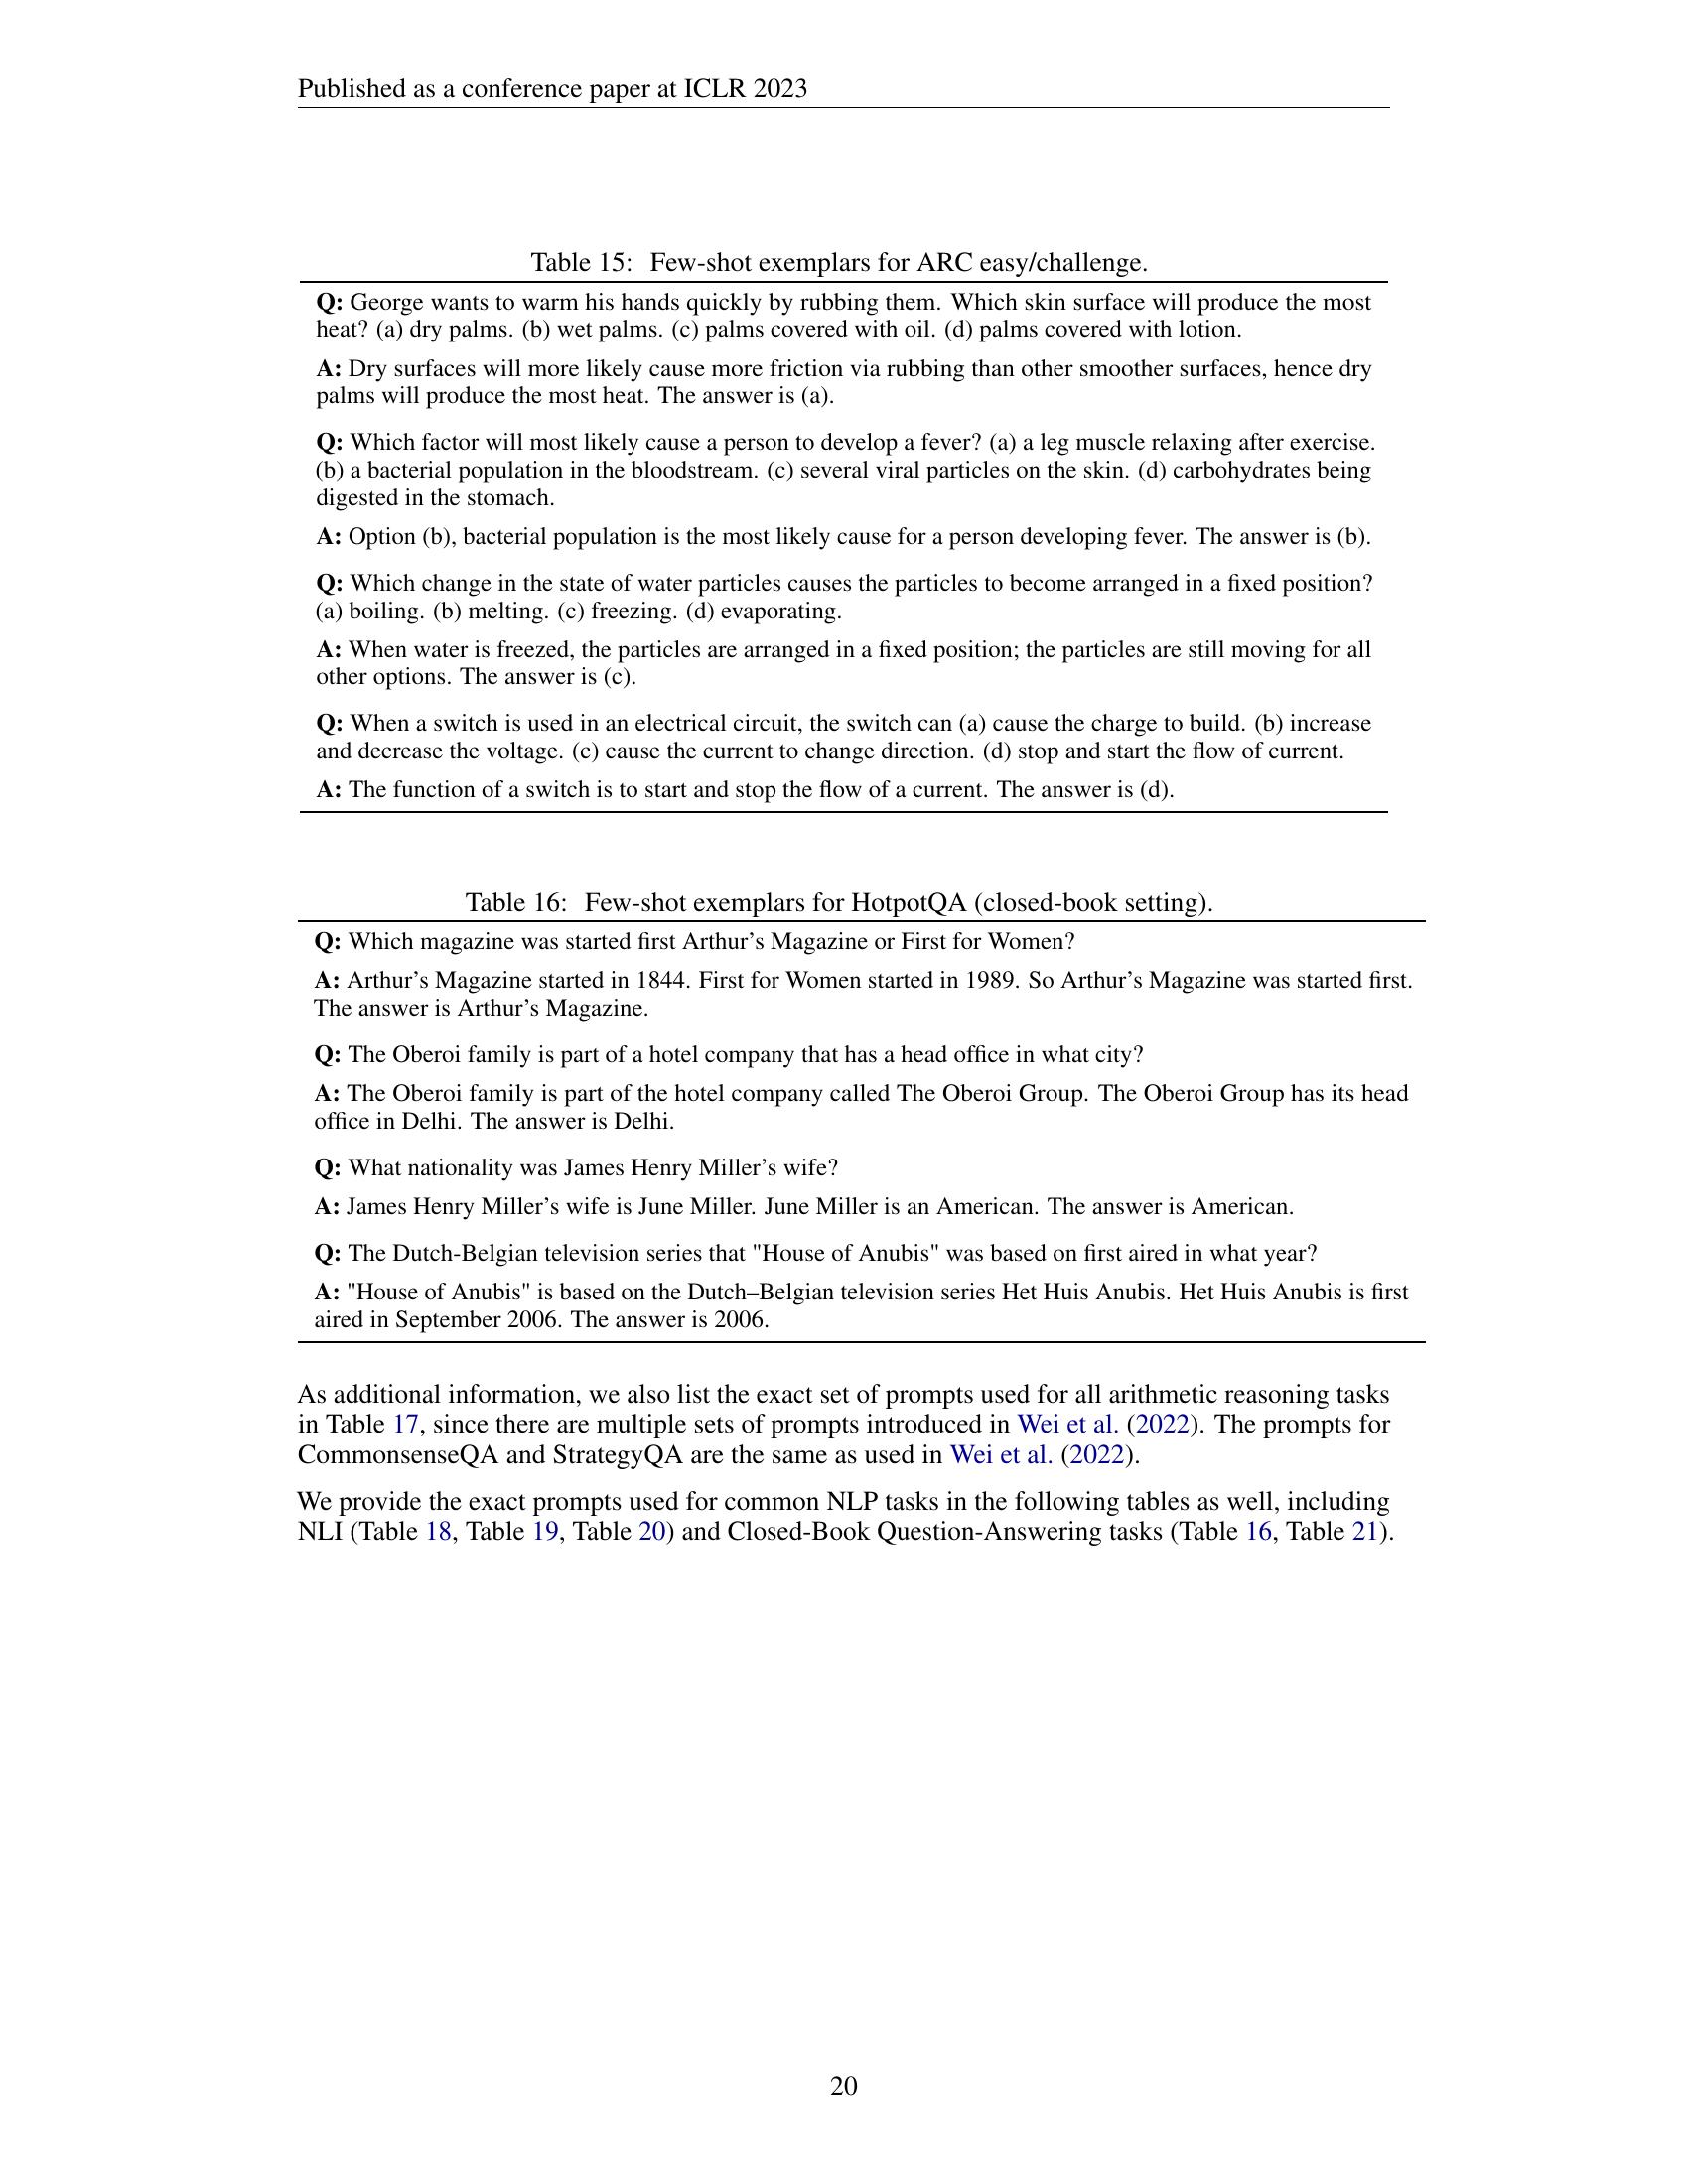 Published as a conference paper at ICLR 2023
Table 15: Few-shot exemplars for ARC easy/challenge.
Q: George wants to warm his hands quickly by rubbing them. Which skin surface will produce the most
heat? (a) dry palms. (b) wet palms. (c) palms covered with oil. (d) palms covered with lotion.
A: Dry surfaces will more likely cause more friction via rubbing than other smoother surfaces, hence dry
palms will produce the most heat. The answer is (a).
Q: Which factor will most likely cause a person to develop a fever? (a) a leg muscle relaxing after exercise.
(b) a bacterial population in the bloodstream. (c) several viral particles on the skin. (d) carbohydrates being
digested in the stomach.
A: Option (b), bacterial population is the most likely cause for a person developing fever. The answer is (b).
Q: Which change in the state of water particles causes the particles to become arranged in a fixed position?
(a) boiling. (b) melting. (c) freezing. (d) evaporating.
A: When water is freezed, the particles are arranged in a fixed position; the particles are still moving for all
other options. The answer is (c).
Q: When a switch is used in an electrical circuit, the switch can (a) cause the charge to build. (b) increase
and decrease the voltage. (c) cause the current to change direction. (d) stop and start the flow of current.
A: The function of a switch is to start and stop the flow of a current. The answer is (d).
Table 16: Few-shot exemplars for HotpotQA (closed-book setting).
Q: Which magazine was started first Arthur's Magazine or First for Women?
A: Arthur's Magazine started in 1844. First for Women started in 1989. So Arthur's Magazine was started first.
The answer is Arthur's Magazine.
Q: The Oberoi family is part of a hotel company that has a head office in what city?
A: The Oberoi family is part of the hotel company called The Oberoi Group. The Oberoi Group has its head
office in Delhi. The answer is Delhi.
Q: What nationality was James Henry Miller's wife?
A: James Henry Miller's wife is June Miller. June Miller is an American. The answer is American.
Q: The Dutch-Belgian television series that "House of Anubis" was based on first aired in what year?
A: "House of Anubis" is based on the Dutch–Belgian television series Het Huis Anubis. Het Huis Anubis is first
aired in September 2006. The answer is 2006.
As additional information, we also list the exact set of prompts used for all arithmetic reasoning tasks
in Table 17, since there are multiple sets of prompts introduced in Wei et al. (2022). The prompts for
CommonsenseQA and StrategyQA are the same as used in Wei et al. (2022).
We provide the exact prompts used for common NLP tasks in the following tables as well, including
NLI (Table 18, Table 19, Table 20) and Closed-Book Question-Answering tasks (Table 16, Table 21).
20